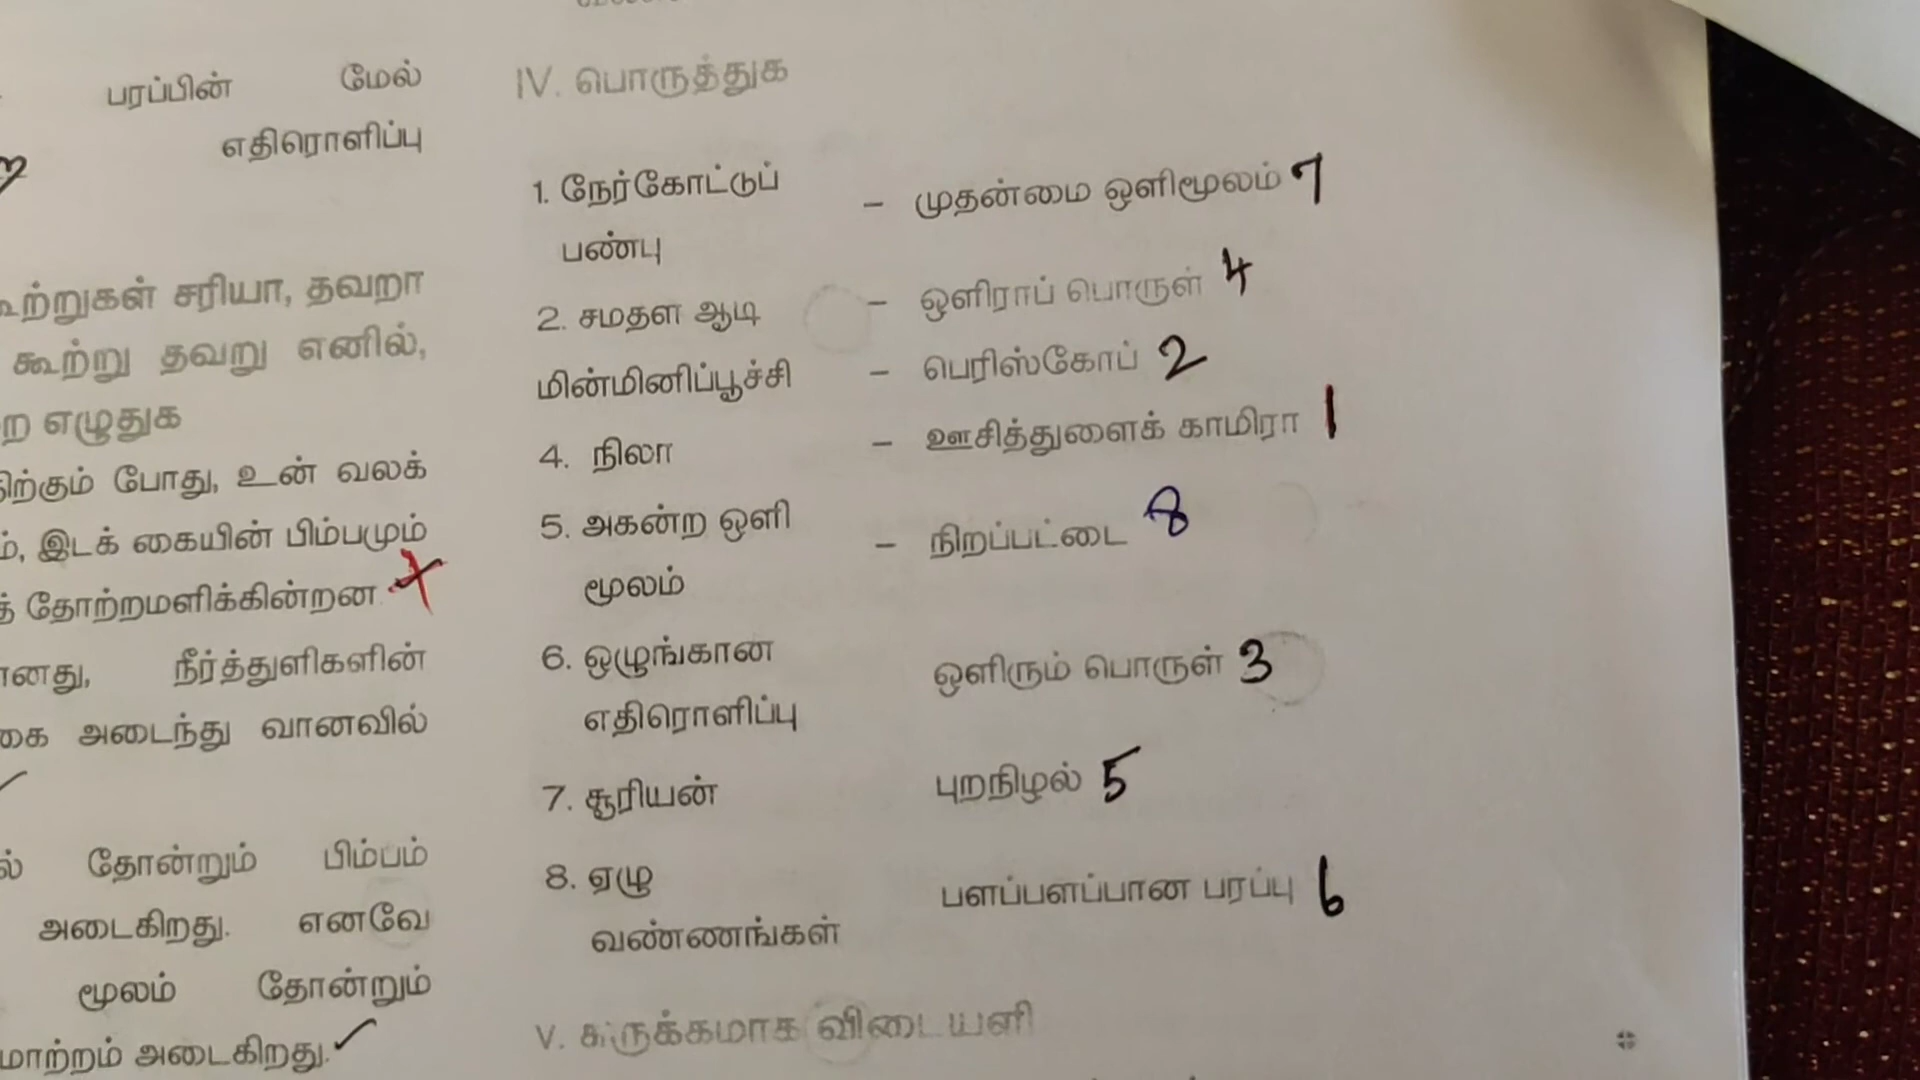 பரப்பின் மேல்
எதிரொளிப்பு
கூற்றுகள் சரியா, தவறா
கூற்று தவறு எனில்,
எழுதுக
போது, உன் வலக்
இடக் கையின் பிம்பமும்
தோற்றமளிக்கின்றன.
நீர்த்துளிகளின்
அடைந்து வானவில்
தோன்றும் பிம்பம்
அடைகிறது. எனவே
மூலம் தோன்றும்
மாற்றம் அடைகிறது.
IV. பொருத்துக
1. நேர்கோட்டுப் – முதன்மை ஒளிமூலம் 7
பண்பு
2. சமதள ஆடி – ஒளிராப் பொருள் 4
மின்மினிப்பூச்சி – பெரிஸ்கோப் 2
4. நிலா – ஊசித்துளைக் காமிரா 1
5. அகன்ற ஒளி – நிறப்பட்டை 8
மூலம்
6. ஒழுங்கான ஒளிரும் பொருள் 3
எதிரொளிப்பு
7. சூரியன் புறநிழல் 5
8. ஏழு பளப்பளப்பான பரப்பு 6
வண்ணங்கள்
V. சுருக்கமாக விடையளி